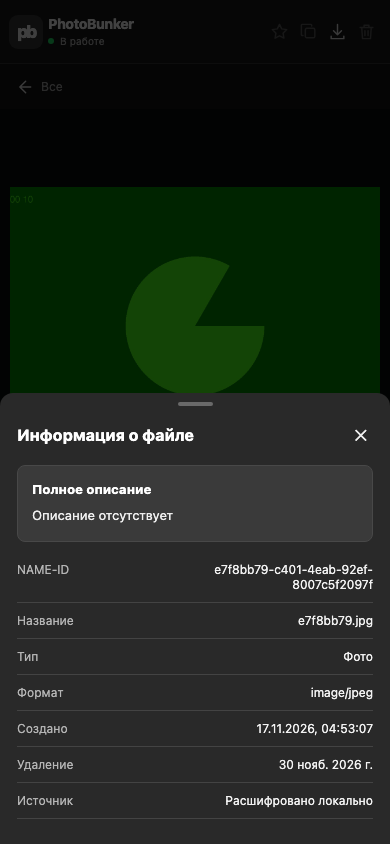 pb PhotoBunker
В работе
Все
00:10
Информация о файле
Полное описание
Описание отсутствует
NAME-ID e7f8bb79-c401-4eab-92ef-
8007c5f2097f
Название e7f8bb79.jpg
Тип Фото
Формат image/jpeg
Создано 17.11.2026, 04:53:07
Удаление 30 нояб. 2026 г.
Источник Расшифровано локально